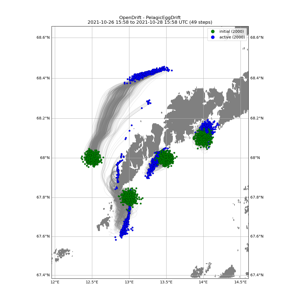 OpenDrift - PelagicEggDrift
2021-10-26 15:58 to 2021-10-28 15:58 UTC (49 steps)
initial (2000)
active (2000)
68.6°N
68.6°N
68.4°N
68.4°N
68.2°N
68.2°N
68°N
68°N
67.8°N
67.8°N
67.6°N
67.6°N
67.4°N
67.4°N
12°E
12.5°E
13°E
13.5°E
14°E
14.5°E